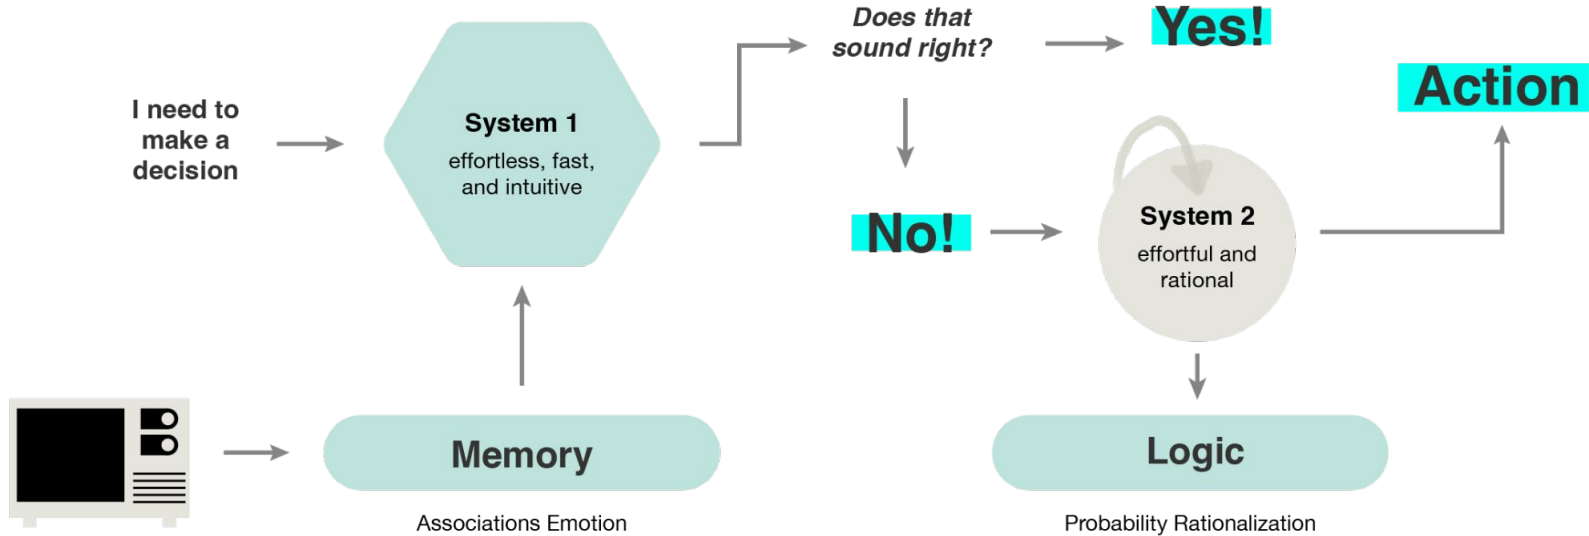 I need to
make a
decision
System 1
effortless, fast,
and intuitive
Does that
sound right?
Yes!
No!
System 2
effortful and
rational
Action
Memory
Associations Emotion
Logic
Probability Rationalization